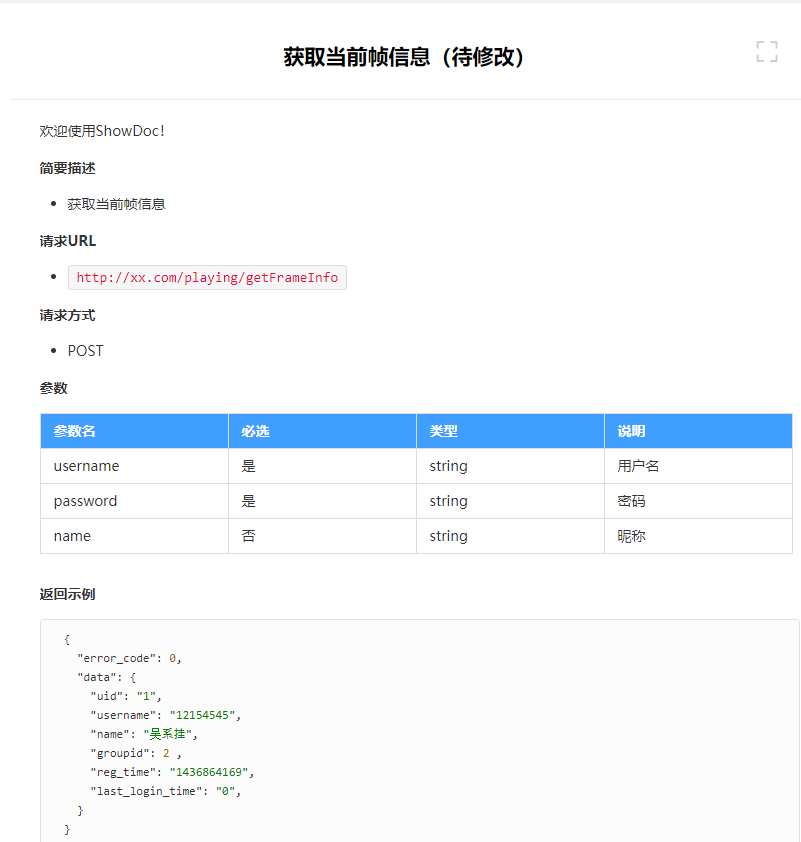 获取当前帧信息（待修改）
欢迎使用ShowDoc！
简要描述
获取当前帧信息
请求URL
http://xx.com/playing/getFrameInfo
请求方式
POST
参数
参数名 必选 类型 说明
username 是 string 用户名
password 是 string 密码
name 否 string 昵称
返回示例
{
"error_code": 0,
"data": {
"uid": "1",
"username": "12154545",
"name": "吴系挂",
"groupid": 2 ,
"reg_time": "1436864169",
"last_login_time": "0",
}
}